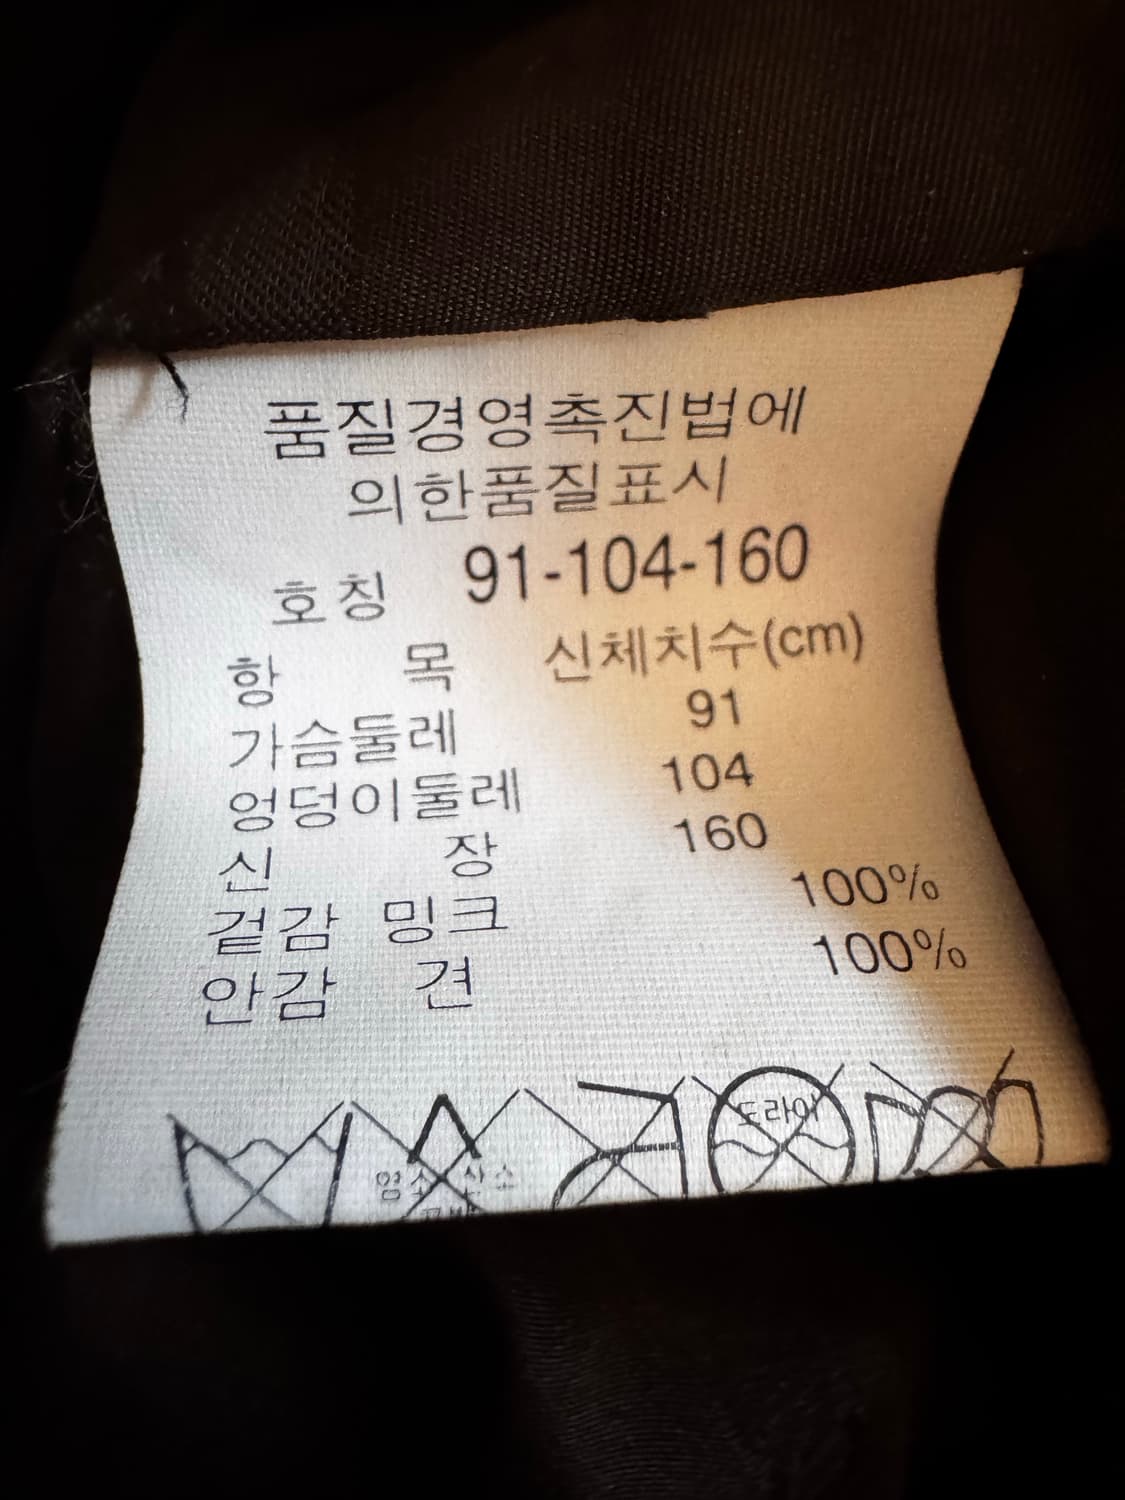 품질경영촉진법에
의한품질표시
호칭 91-104-160
항 목 신체치수(cm)
가슴둘레 91
엉덩이둘레 104
신 장 160
겉감 밍크 100%
안감 견 100%
드라이